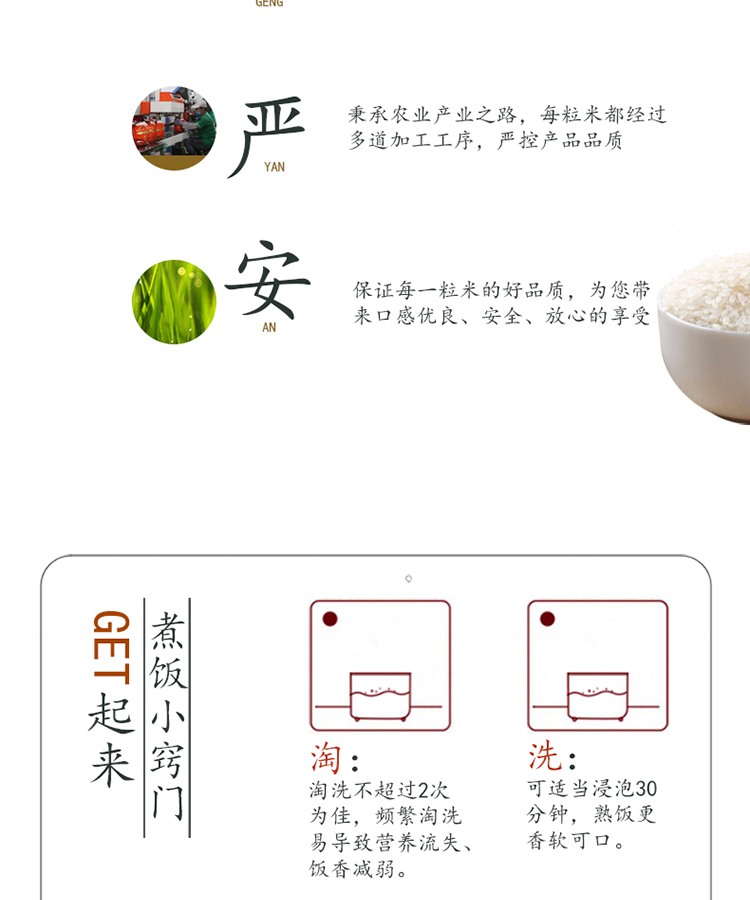 GENG
严
YAN
秉承农业产业之路，每粒米都经过
多道加工工序，严控产品品质
安
AN
保证每一粒米的好品质，为您带
来口感优良、安全、放心的享受
煮饭小窍门
GET起来
淘：
淘洗不超过2次
为佳，频繁淘洗
易导致营养流失、
饭香减弱。
洗：
可适当浸泡30
分钟，熟饭更
香软可口。